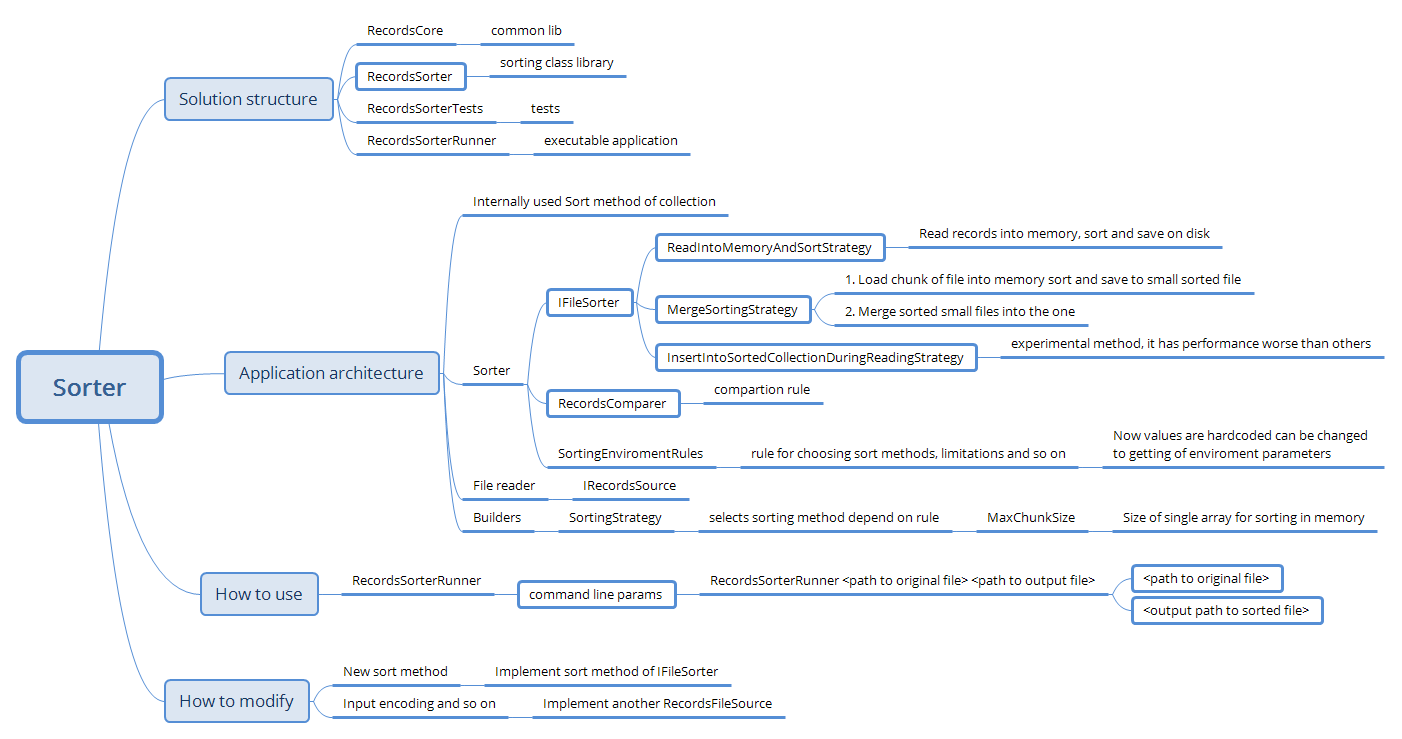 Sorter
Solution structure
RecordsCore
common lib
RecordsSorter
sorting class library
RecordsSorterTests
tests
RecordsSorterRunner
executable application
Application architecture
Internally used Sort method of collection
Sorter
IFileSorter
ReadIntoMemoryAndSortStrategy
Read records into memory, sort and save on disk
MergeSortingStrategy
1. Load chunk of file into memory sort and save to small sorted file
2. Merge sorted small files into the one
InsertIntoSortedCollectionDuringReadingStrategy
experimental method, it has performance worse than others
RecordsComparer
compartion rule
SortingEnviromentRules
rule for choosing sort methods, limitations and so on
Now values are hardcoded can be changed
to getting of enviroment parameters
File reader
IRecordsSource
Builders
SortingStrategy
selects sorting method depend on rule
MaxChunkSize
Size of single array for sorting in memory
How to use
RecordsSorterRunner
command line params
RecordsSorterRunner <path to original file> <path to output file>
<path to original file>
<output path to sorted file>
How to modify
New sort method
Implement sort method of IFileSorter
Input encoding and so on
Implement another RecordsFileSource